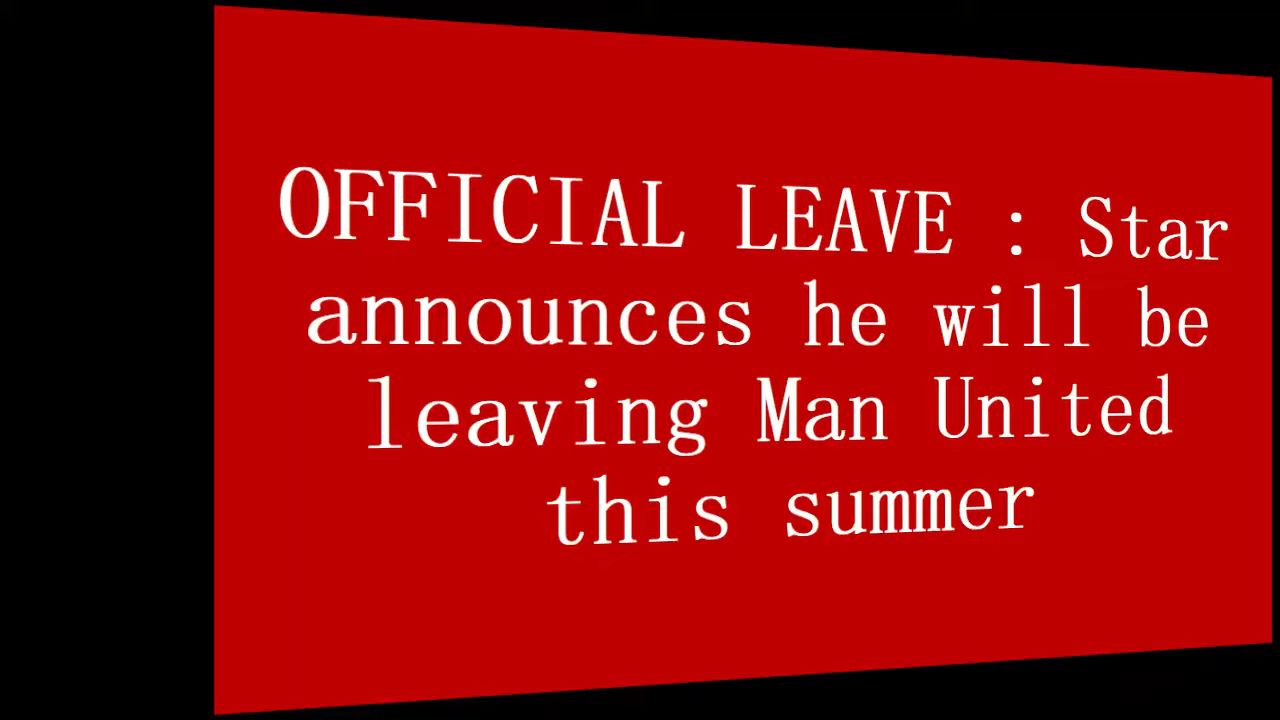 OFFICIAL LEAVE : Star
announces he will be
leaving Man United
this summer